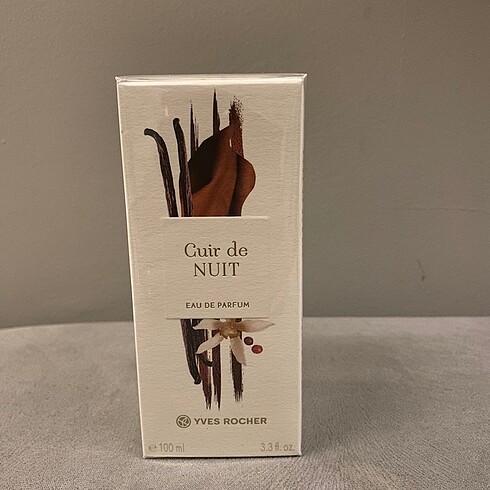 Cuir de
NUIT
EAU DE PARFUM
YVES ROCHER
e 100 ml 3.3 fl. oz.